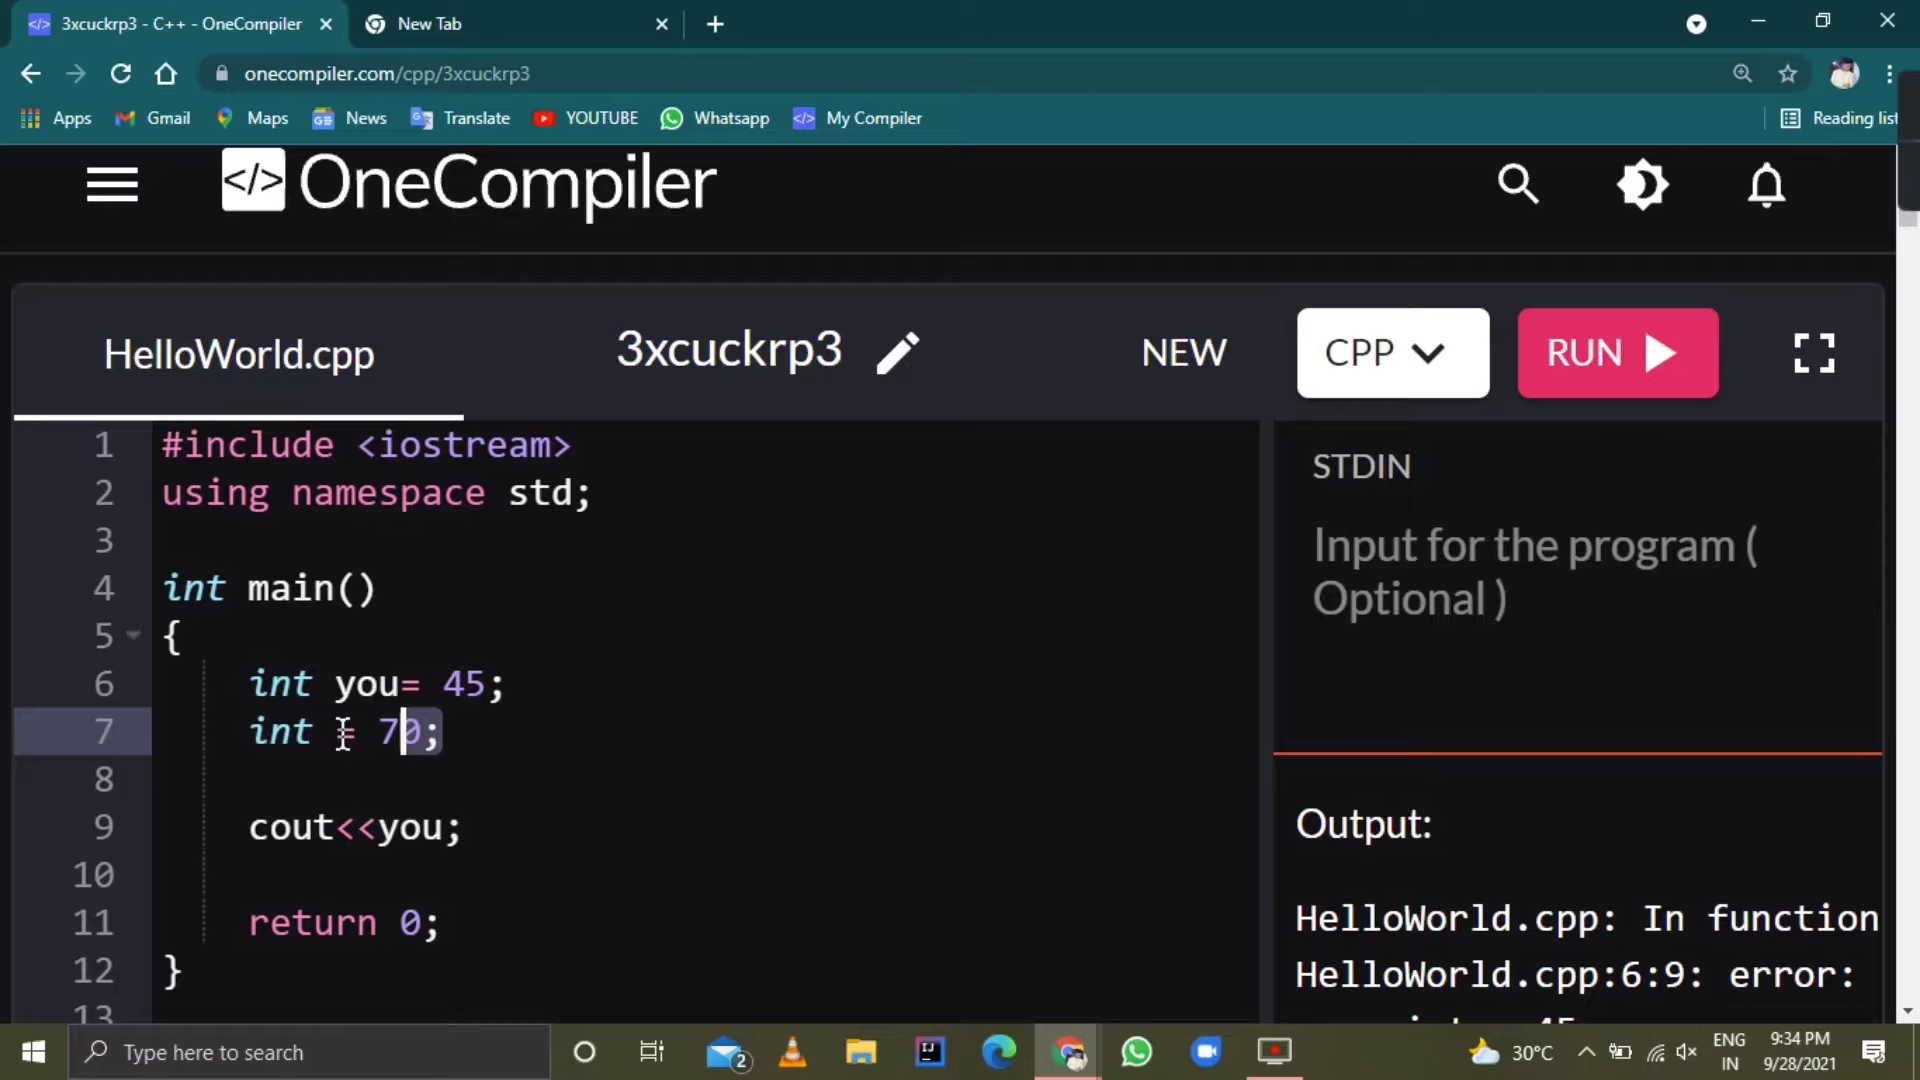 3xcuckrp3 - C++ - OneCompiler
New Tab
onecompiler.com/cpp/3xcuckrp3
Apps Gmail Maps News Translate YOUTUBE Whatsapp My Compiler Reading list
</> OneCompiler
HelloWorld.cpp 3xcuckrp3 NEW CPP RUN
1 #include <iostream>
2 using namespace std;
3
4 int main()
5 {
6 int you= 45;
7 int = 70;
8
9 cout<<you;
10
11 return 0;
12 }
13
STDIN
Input for the program (
Optional )
Output:
HelloWorld.cpp: In function
HelloWorld.cpp:6:9: error:
Type here to search
2
30°C
ENG
IN
9:34 PM
9/28/2021